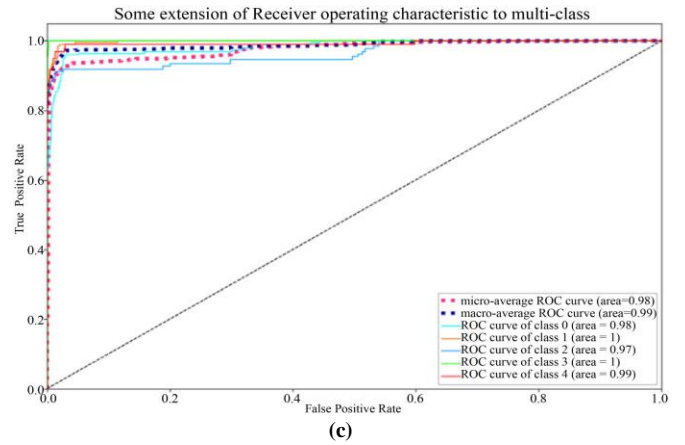 Some extension of Receiver operating characteristic to multi-class
1.0
0.8
0.6
0.4
0.2
0.0
True Positive Rate
micro-average ROC curve (area=0.98)
macro-average ROC curve (area=0.99)
ROC curve of class 0 (area = 0.98)
ROC curve of class 1 (area = 1)
ROC curve of class 2 (area = 0.97)
ROC curve of class 3 (area = 1)
ROC curve of class 4 (area = 0.99)
0.0 0.2 0.4 0.6 0.8 1.0
False Positive Rate
(c)